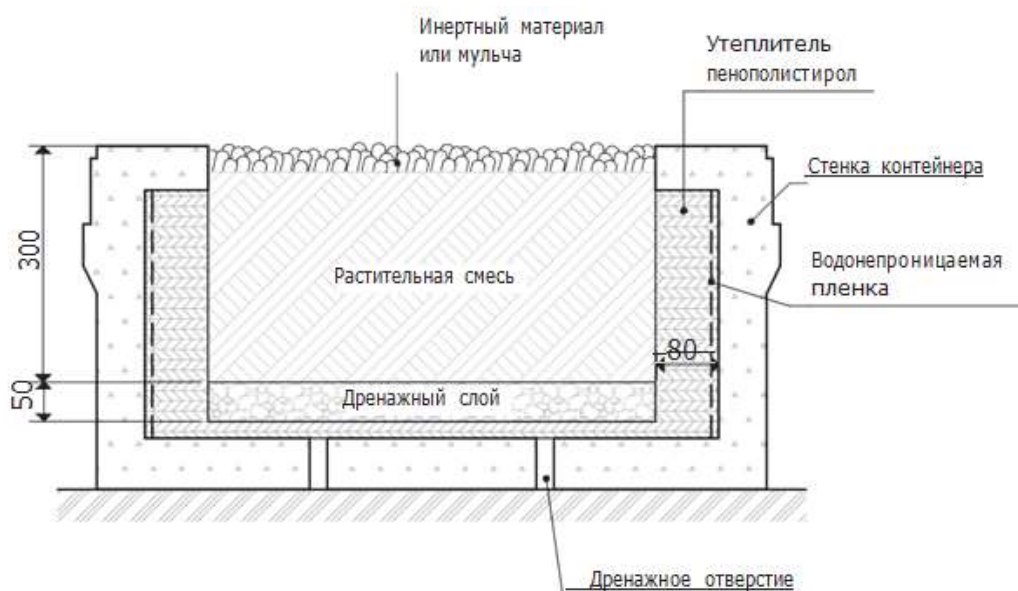 Инертный материал
или мульча
Утеплитель
пенополистирол
Стенка контейнера
300
Растительная смесь
Водонепроницаемая
пленка
80
50
Дренажный слой
Дренажное отверстие